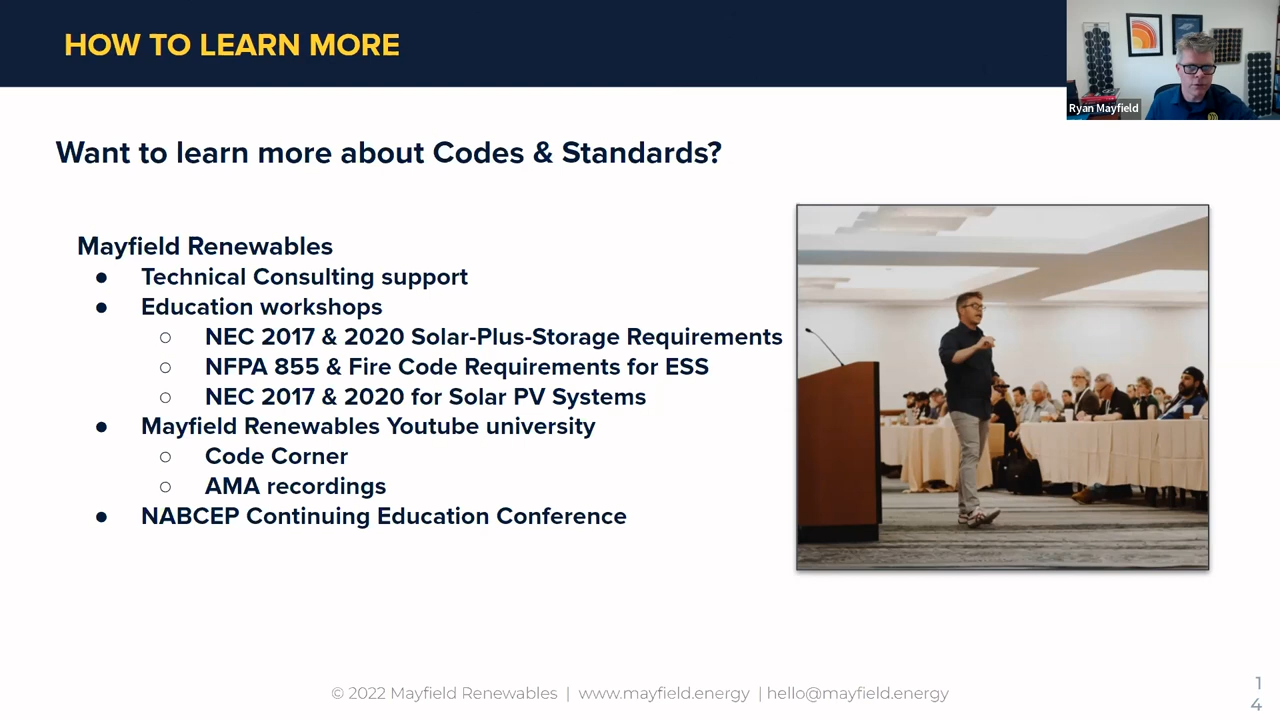 HOW TO LEARN MORE
Ryan Mayfield
Want to learn more about Codes & Standards?
Mayfield Renewables
● Technical Consulting support
● Education workshops
○ NEC 2017 & 2020 Solar-Plus-Storage Requirements
○ NFPA 855 & Fire Code Requirements for ESS
○ NEC 2017 & 2020 for Solar PV Systems
● Mayfield Renewables Youtube university
○ Code Corner
○ AMA recordings
● NABCEP Continuing Education Conference
© 2022 Mayfield Renewables | www.mayfield.energy | hello@mayfield.energy
1
4